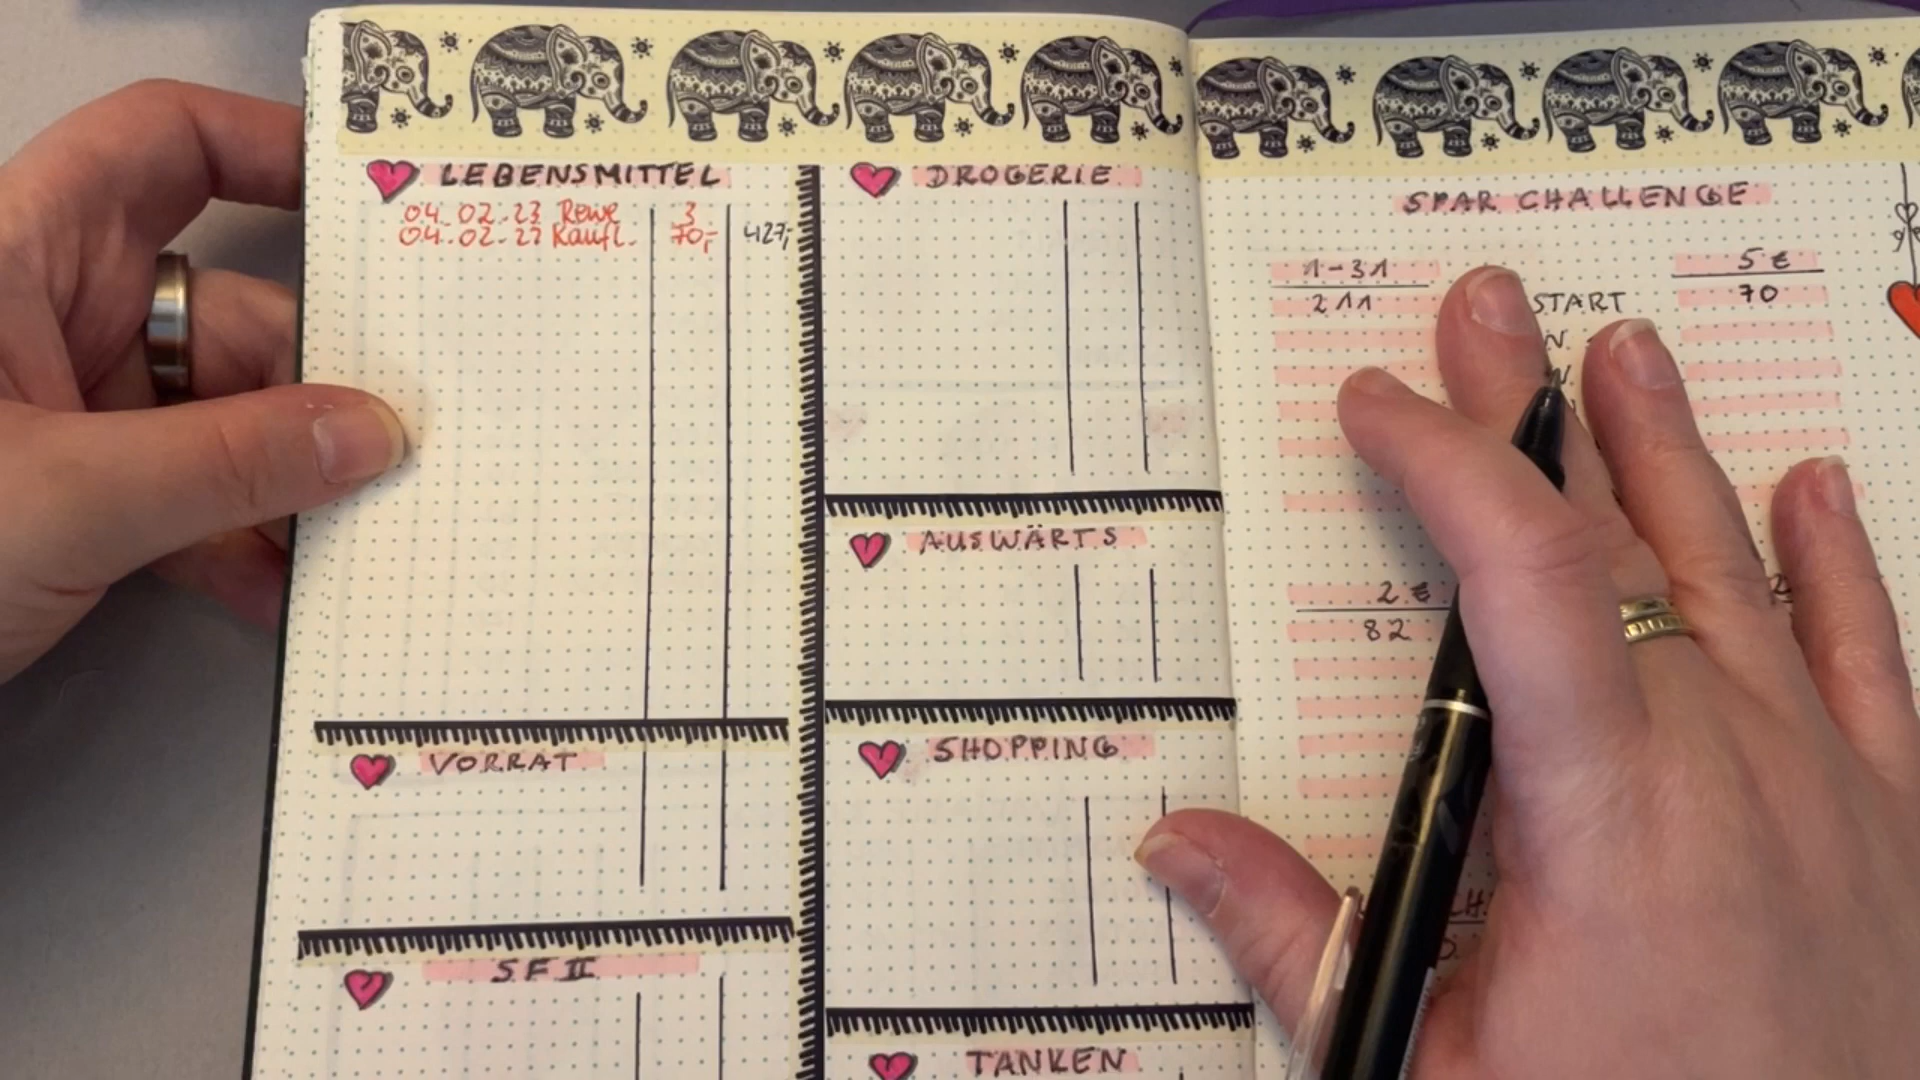 LEBENSMITTEL
04.02.23 Rewe 3
04.02.23 Kaufl. 70,- 427,-
VORRAT
SF II
DROGERIE
AUSWÄRTS
SHOPPING
TANKEN
SPAR CHALLENGE
1-31
211
START
5 €
70
2 €
82